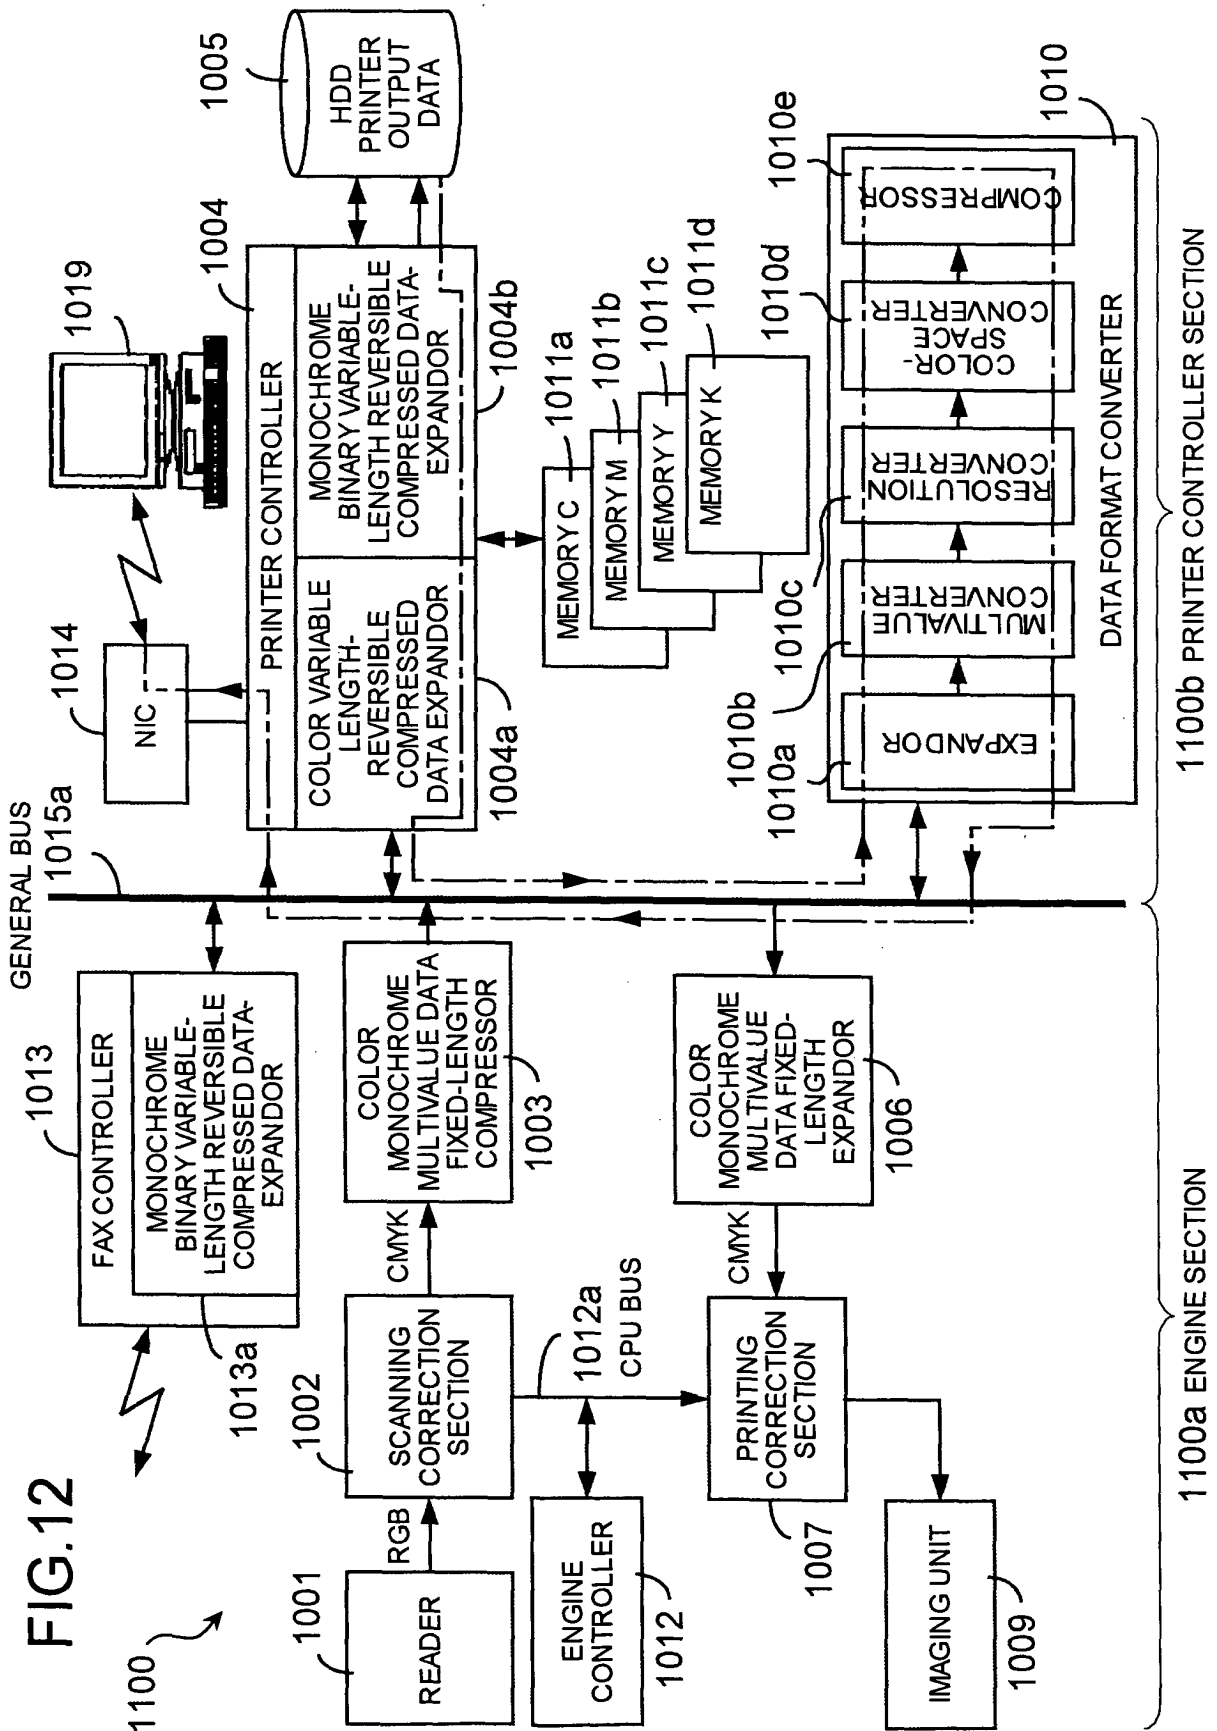 FIG.12
1100
1001
READER
RGB
1002
SCANNING
CORRECTION
SECTION
CMYK
COLOR
MONOCHROME
MULTIVALUE DATA
FIXED-LENGTH
COMPRESSOR
1003
1013
FAX CONTROLLER
MONOCHROME
BINARY VARIABLE-
LENGTH REVERSIBLE
COMPRESSED DATA-
EXPANDOR
1013a
GENERAL BUS
1015a
1014
NIC
1019
1004
PRINTER CONTROLLER
COLOR VARIABLE
LENGTH-
REVERSIBLE
COMPRESSED
DATA EXPANDOR
1004a
MONOCHROME
BINARY VARIABLE-
LENGTH REVERSIBLE
COMPRESSED DATA-
EXPANDOR
1004b
1005
HDD
PRINTER
OUTPUT
DATA
MEMORY C
1011a
MEMORY M
1011b
MEMORY Y
1011c
MEMORY K
1011d
ENGINE
CONTROLLER
1012
1012a
CPU BUS
PRINTING
CORRECTION
SECTION
1007
CMYK
COLOR
MONOCHROME
MULTIVALUE
DATA FIXED-
LENGTH
EXPANDOR
1006
IMAGING UNIT
1009
1010a
EXPANDOR
1010b
MULTIVALUE
CONVERTER
1010c
RESOLUTION
CONVERTER
1010d
COLOR-
SPACE
CONVERTER
1010e
COMPRESSOR
1010
DATA FORMAT CONVERTER
1100a ENGINE SECTION
1100b PRINTER CONTROLLER SECTION